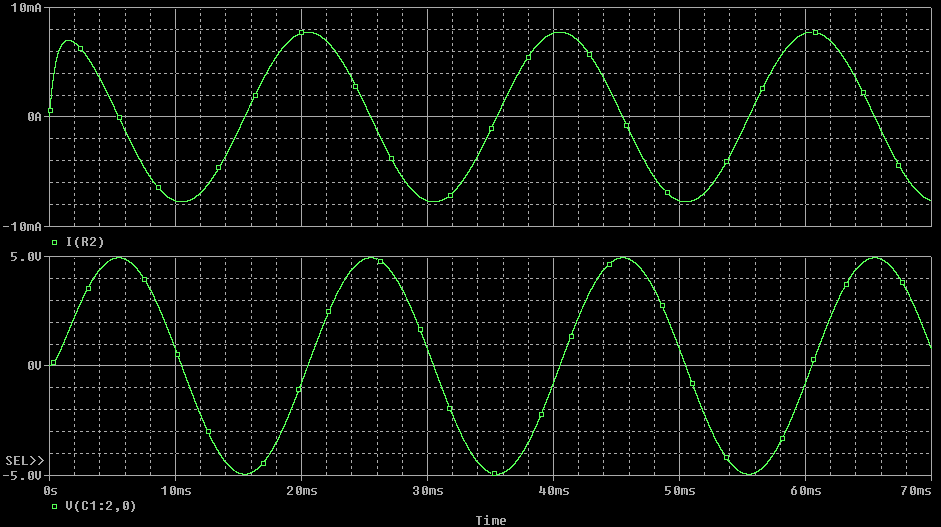 10mA
0A
-10mA
I(R2)
5.0V
0V
SEL>>
-5.0V
0s 10ms 20ms 30ms 40ms 50ms 60ms 70ms
V(C1:2,0)
Time